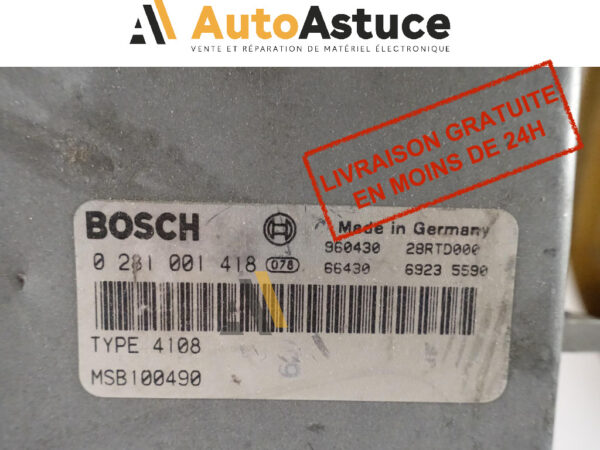 AutoAstuce
VENTE ET RÉPARATION DE MATÉRIEL ÉLECTRONIQUE
LIVRAISON GRATUITE
EN MOINS DE 24H
BOSCH
Made in Germany
0 281 001 418 078
960430 28RTD000
66430 6923 5590
TYPE 4108
MSB100490